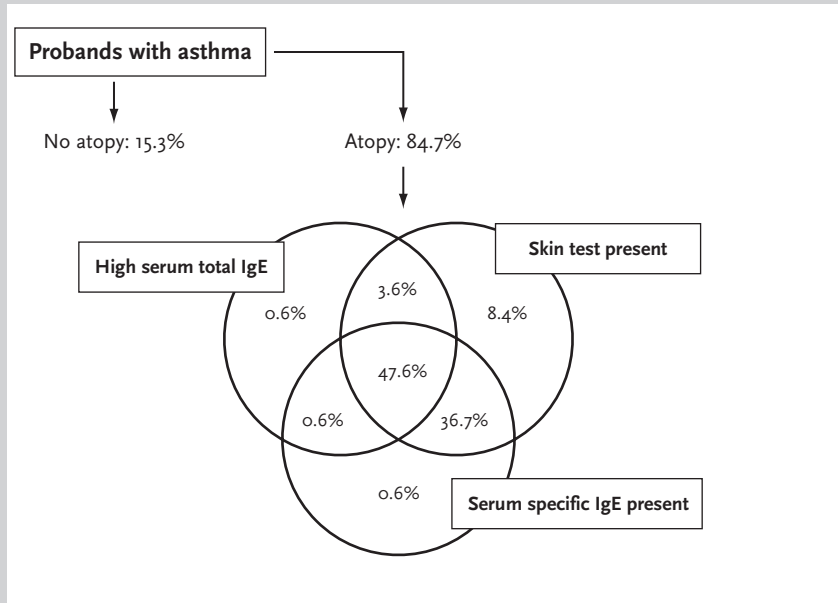 Probands with asthma
No atopy: 15.3%
Atopy: 84.7%
Skin test present
High serum total IgE
3.6%
0.6%
8.4%
47.6%
0.6%
36.7%
0.6%
Serum specific IgE present